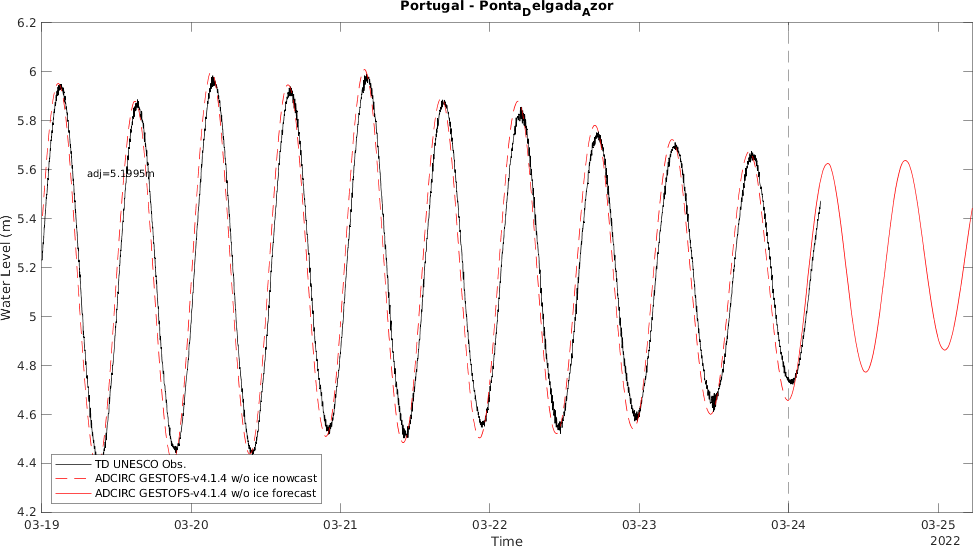 Portugal - Ponta_Delgada_Azor
6.2
6
5.8
5.6
5.4
5.2
5
4.8
4.6
4.4
4.2
Water Level (m)
adj=5.1995m
TD UNESCO Obs.
ADCIRC GESTOFS-v4.1.4 w/o ice nowcast
ADCIRC GESTOFS-v4.1.4 w/o ice forecast
03-19 03-20 03-21 03-22 03-23 03-24 03-25
Time
2022